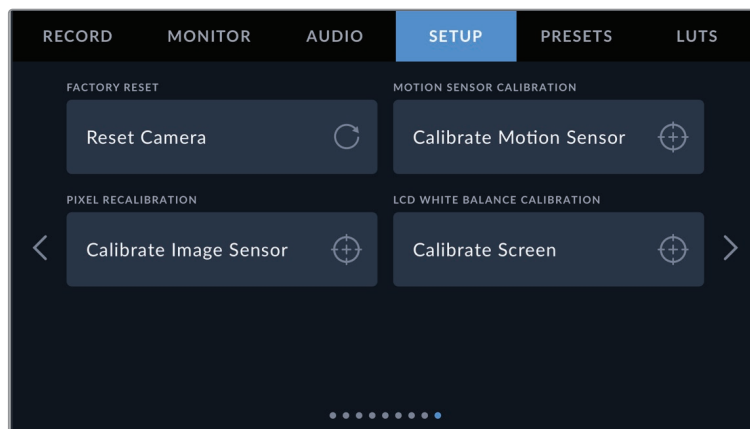 RECORD MONITOR AUDIO SETUP PRESETS LUTS
FACTORY RESET MOTION SENSOR CALIBRATION
Reset Camera Calibrate Motion Sensor
PIXEL RECALIBRATION LCD WHITE BALANCE CALIBRATION
Calibrate Image Sensor Calibrate Screen